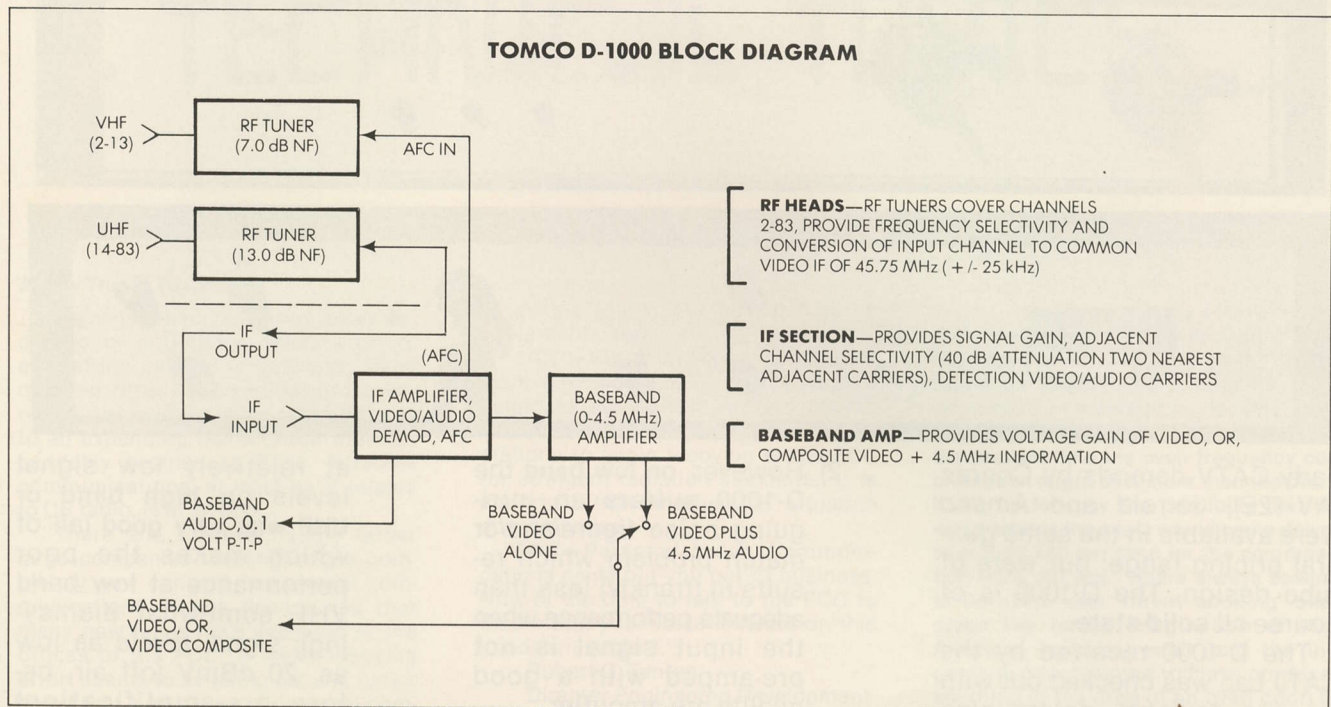 TOMCO D-1000 BLOCK DIAGRAM
VHF
(2-13)
RF TUNER
(7.0 dB NF)
AFC IN
UHF
(14-83)
RF TUNER
(13.0 dB NF)
IF
OUTPUT
(AFC)
IF
INPUT
IF AMPLIFIER,
VIDEO/AUDIO
DEMOD, AFC
BASEBAND
(0-4.5 MHz)
AMPLIFIER
BASEBAND
AUDIO, 0.1
VOLT P-T-P
BASEBAND
VIDEO
ALONE
BASEBAND
VIDEO PLUS
4.5 MHz AUDIO
BASEBAND
VIDEO, OR,
VIDEO COMPOSITE
RF HEADS—RF TUNERS COVER CHANNELS
2-83, PROVIDE FREQUENCY SELECTIVITY AND
CONVERSION OF INPUT CHANNEL TO COMMON
VIDEO IF OF 45.75 MHz ( + /- 25 kHz)
IF SECTION—PROVIDES SIGNAL GAIN, ADJACENT
CHANNEL SELECTIVITY (40 dB ATTENUATION TWO NEAREST
ADJACENT CARRIERS), DETECTION VIDEO/AUDIO CARRIERS
BASEBAND AMP—PROVIDES VOLTAGE GAIN OF VIDEO, OR,
COMPOSITE VIDEO + 4.5 MHz INFORMATION